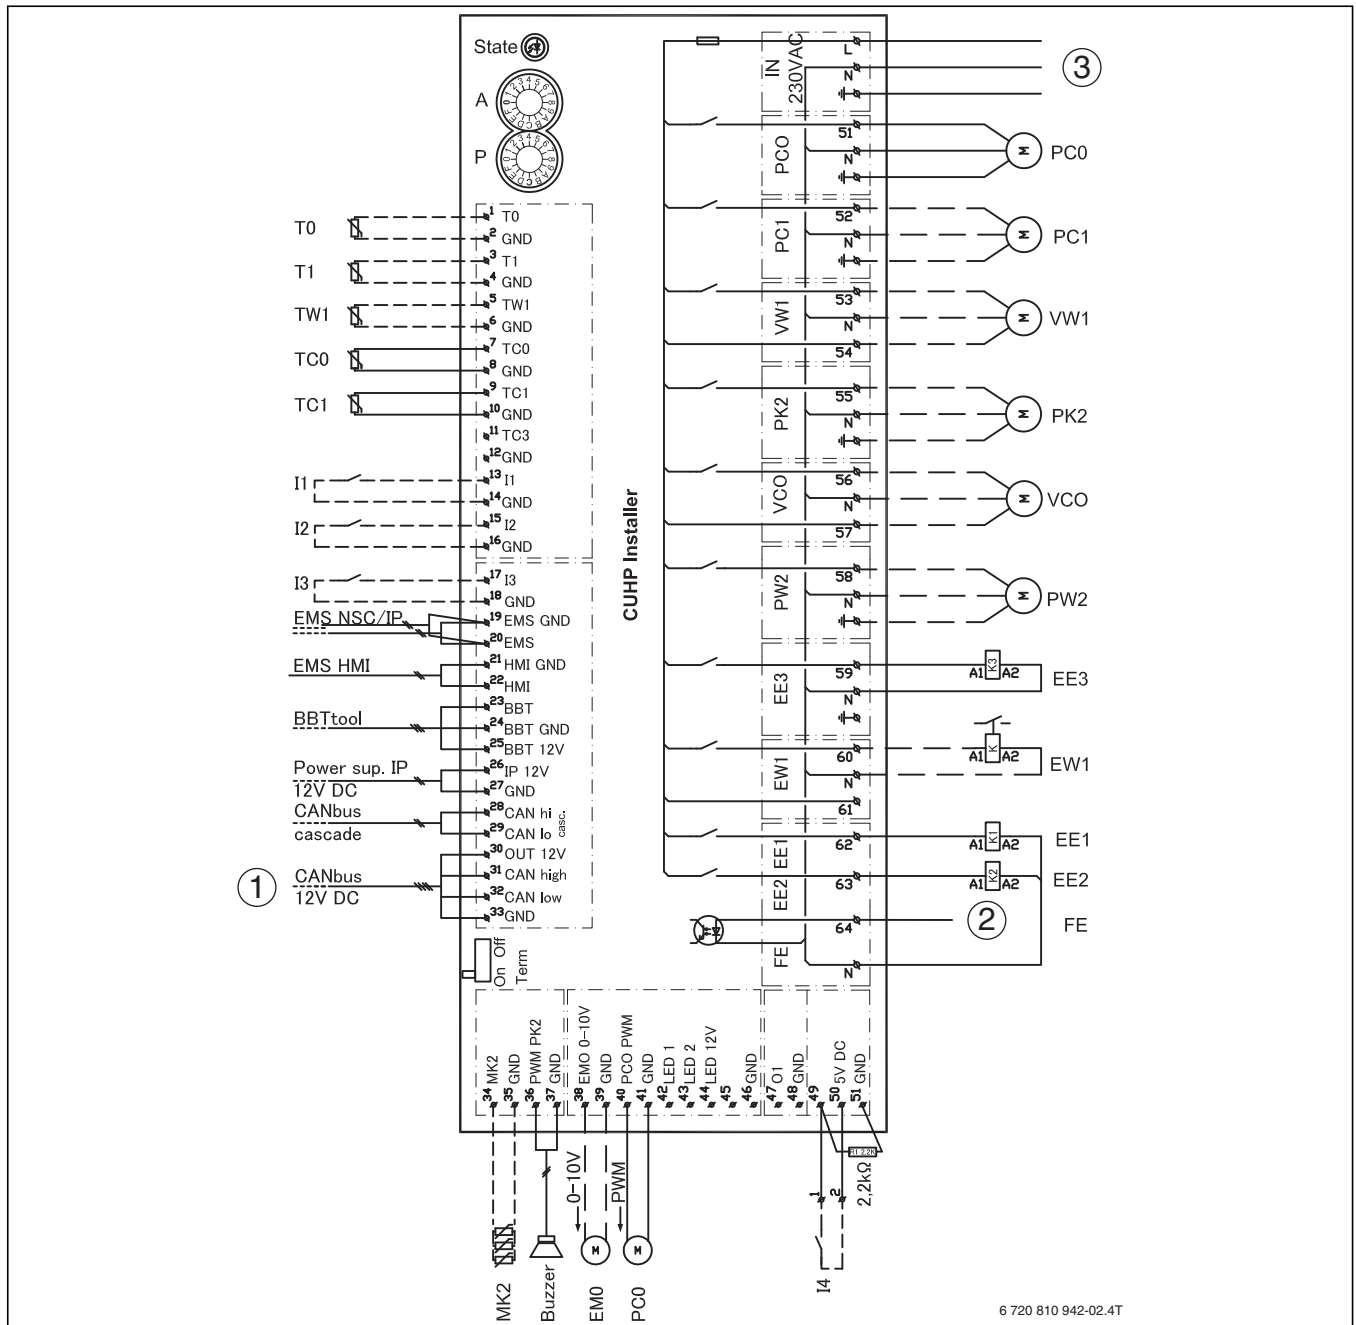 State
A
P
T0
T1
TW1
TC0
TC1
I1
I2
I3
EMS NSC/IP
EMS HMI
BBTtool
Power sup. IP
12V DC
CANbus
cascade
1
CANbus
12V DC
1 T0
2 GND
3 T1
4 GND
5 TW1
6 GND
7 TC0
8 GND
9 TC1
10 GND
11 TC3
12 GND
13 I1
14 GND
15 I2
16 GND
17 I3
18 GND
19 EMS GND
20 EMS
21 HMI GND
22 HMI
23 BBT
24 BBT GND
25 BBT 12V
26 IP 12V
27 GND
28 CAN hi
29 CAN lo
casc.
30 OUT 12V
31 CAN high
32 CAN low
33 GND
On Off
Term
CUHP Installer
IN
230VAC
L
N
3
PCO
51
N
M
PC0
PC1
52
N
M
PC1
VW1
53
N
54
M
VW1
PK2
55
N
M
PK2
VCO
56
N
57
M
VCO
PW2
58
N
M
PW2
EE3
59
N
A1 K3 A2
EE3
EW1
60
N
61
A1 K A2
EW1
EE1
62
A1 K1 A2
EE1
EE2
63
A1 K2 A2
EE2
FE
64
N
2
FE
34 MK2
35 GND
36 PWM PK2
37 GND
38 EMO 0-10V
39 GND
40 PCO PWM
41 GND
42 LED 1
43 LED 2
44 LED 12V
45
46 GND
47 O1
48 GND
49
50 5V DC
51 GND
0-10V
PWM
M
M
1
2
R1 2.2K
2,2kΩ
MK2
Buzzer
EM0
PC0
I4
6 720 810 942-02.4T